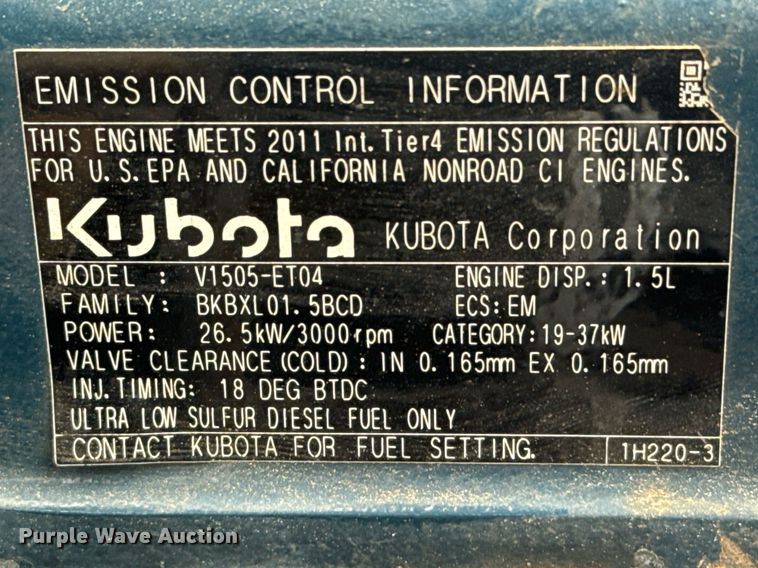 EMISSION CONTROL INFORMATION
THIS ENGINE MEETS 2011 Int. Tier4 EMISSION REGULATIONS
FOR U.S. EPA AND CALIFORNIA NONROAD CI ENGINES.
Kubota KUBOTA Corporation
MODEL: V1505-ET04 ENGINE DISP.: 1.5L
FAMILY: BKBXL01.5BCD ECS: EM
POWER: 26.5kW/3000rpm CATEGORY: 19-37kW
VALVE CLEARANCE (COLD): IN 0.165mm EX 0.165mm
INJ. TIMING: 18 DEG BTDC
ULTRA LOW SULFUR DIESEL FUEL ONLY
CONTACT KUBOTA FOR FUEL SETTING. 1H220-3
Purple Wave Auction